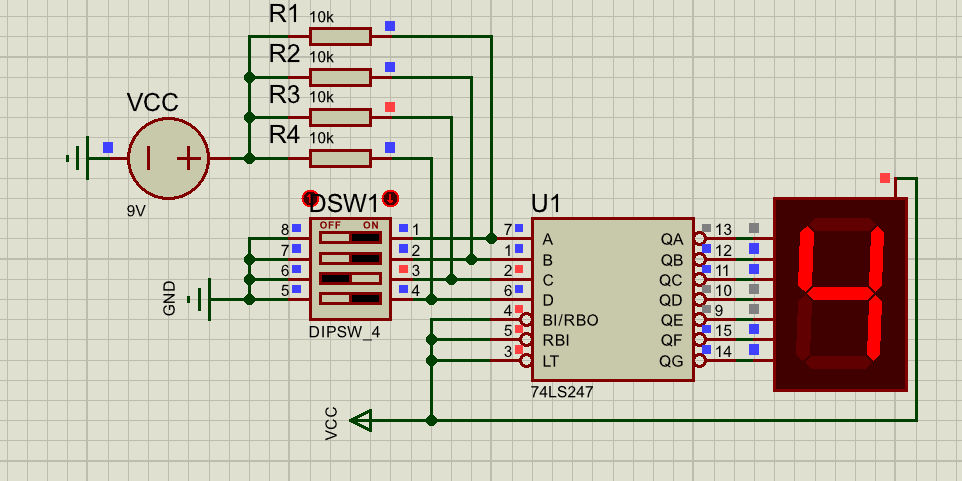 R1 10k
R2 10k
R3 10k
R4 10k
VCC
9V
DSW1
OFF ON
8 1
7 2
6 3
5 4
DIPSW_4
GND
U1
7 A QA 13
1 B QB 12
2 C QC 11
6 D QD 10
4 BI/RBO QE 9
5 RBI QF 15
3 LT QG 14
74LS247
VCC
4